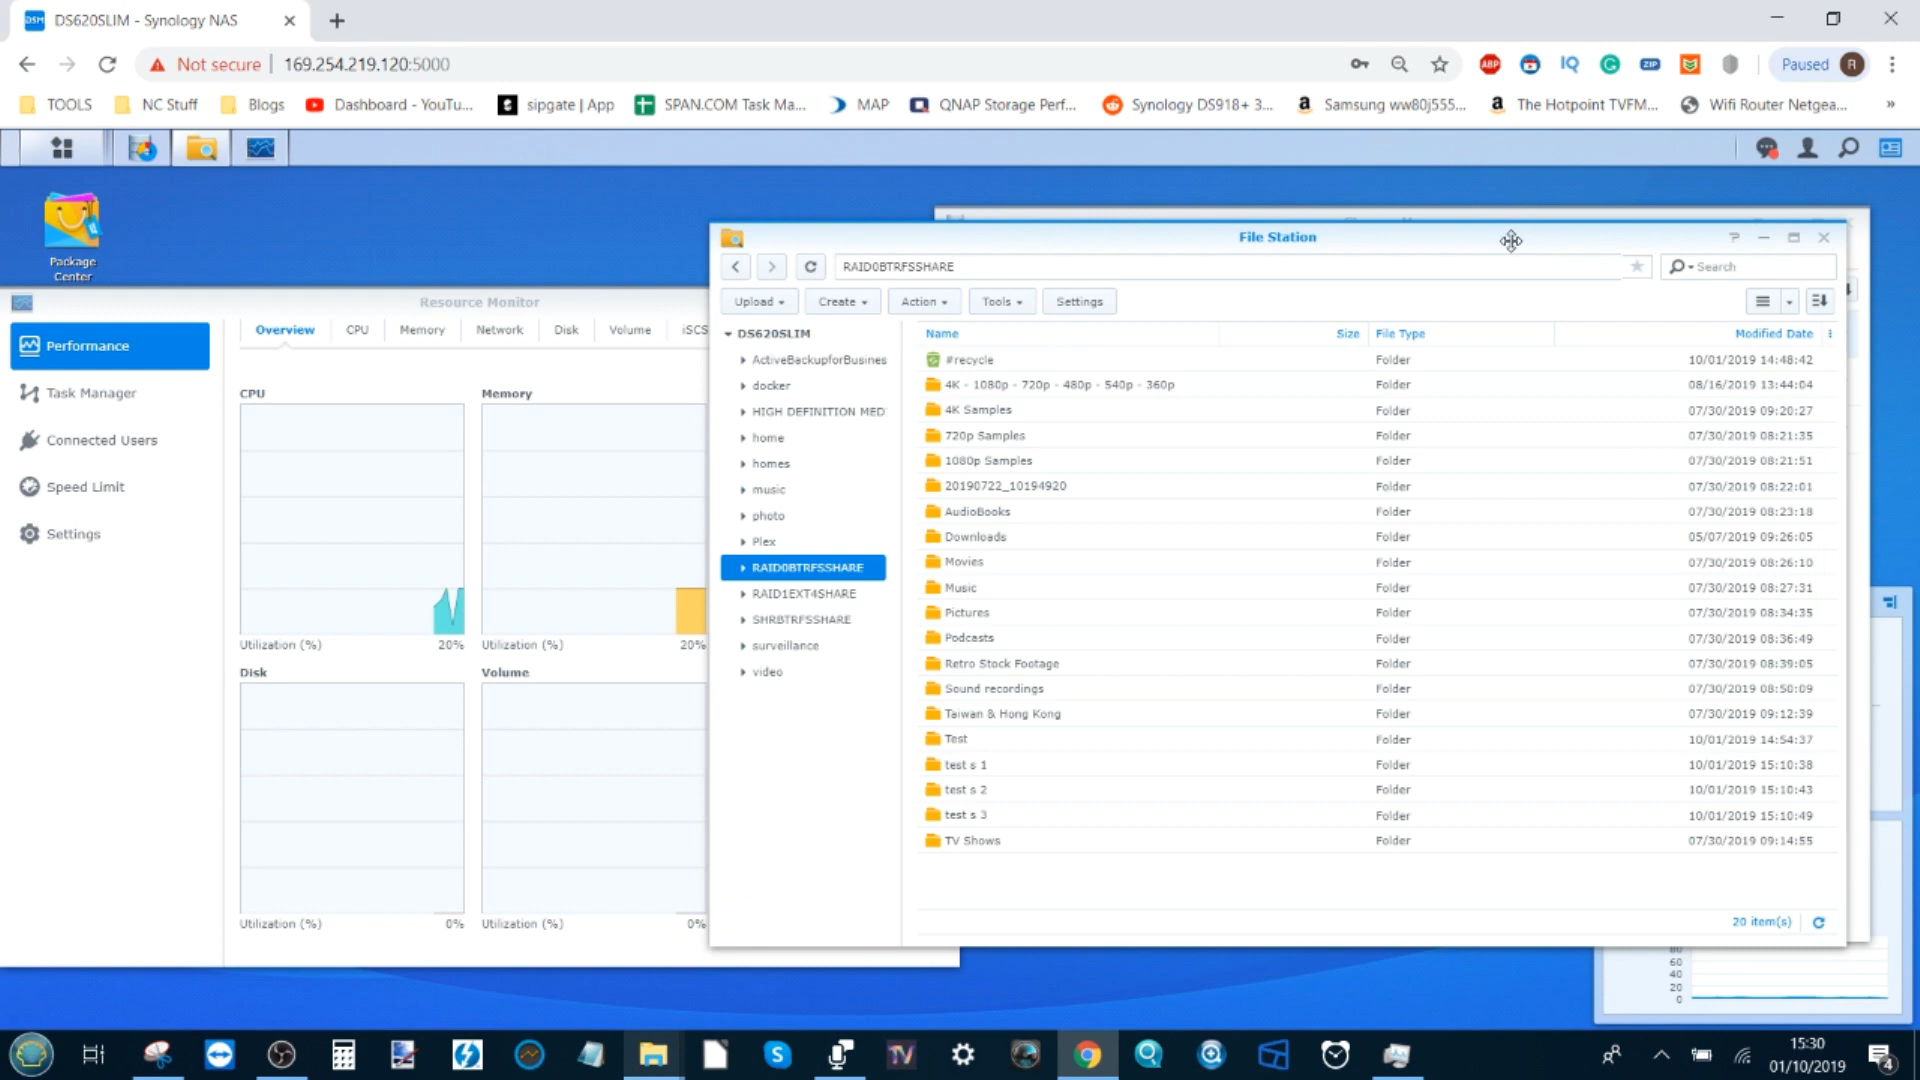 DSM DS620SLIM - Synology NAS
Not secure 169.254.219.120:5000
ABP IQ ZIP Paused R
TOOLS NC Stuff Blogs Dashboard - YouTu... sipgate | App SPAN.COM Task Ma... MAP QNAP Storage Perf... Synology DS918+ 3... Samsung ww80j555... The Hotpoint TVFM... Wifi Router Netgea... »
Package
Center
File Station
RAID0BTRFSSHARE Search
Upload Create Action Tools Settings
DS620SLIM
ActiveBackupforBusines
docker
HIGH DEFINITION MED
home
homes
music
photo
Plex
RAID0BTRFSSHARE
RAID1EXT4SHARE
SHRBTRFSSHARE
surveillance
video
Name Size File Type Modified Date
#recycle Folder 10/01/2019 14:48:42
4K - 1080p - 720p - 480p - 540p - 360p Folder 08/16/2019 13:44:04
4K Samples Folder 07/30/2019 09:20:27
720p Samples Folder 07/30/2019 08:21:35
1080p Samples Folder 07/30/2019 08:21:51
20190722_10194920 Folder 07/30/2019 08:22:01
AudioBooks Folder 07/30/2019 08:23:18
Downloads Folder 05/07/2019 09:26:05
Movies Folder 07/30/2019 08:26:10
Music Folder 07/30/2019 08:27:31
Pictures Folder 07/30/2019 08:34:35
Podcasts Folder 07/30/2019 08:36:49
Retro Stock Footage Folder 07/30/2019 08:39:05
Sound recordings Folder 07/30/2019 08:50:09
Taiwan & Hong Kong Folder 07/30/2019 09:12:39
Test Folder 10/01/2019 14:54:37
test s 1 Folder 10/01/2019 15:10:38
test s 2 Folder 10/01/2019 15:10:43
test s 3 Folder 10/01/2019 15:10:49
TV Shows Folder 07/30/2019 09:14:55
20 item(s)
Resource Monitor
Performance
Task Manager
Connected Users
Speed Limit
Settings
Overview CPU Memory Network Disk Volume iSCS
CPU Memory
Utilization (%) 20% Utilization (%) 20%
Disk Volume
Utilization (%) 0% Utilization (%) 0%
60
40
20
0
TV
15:30
01/10/2019
4